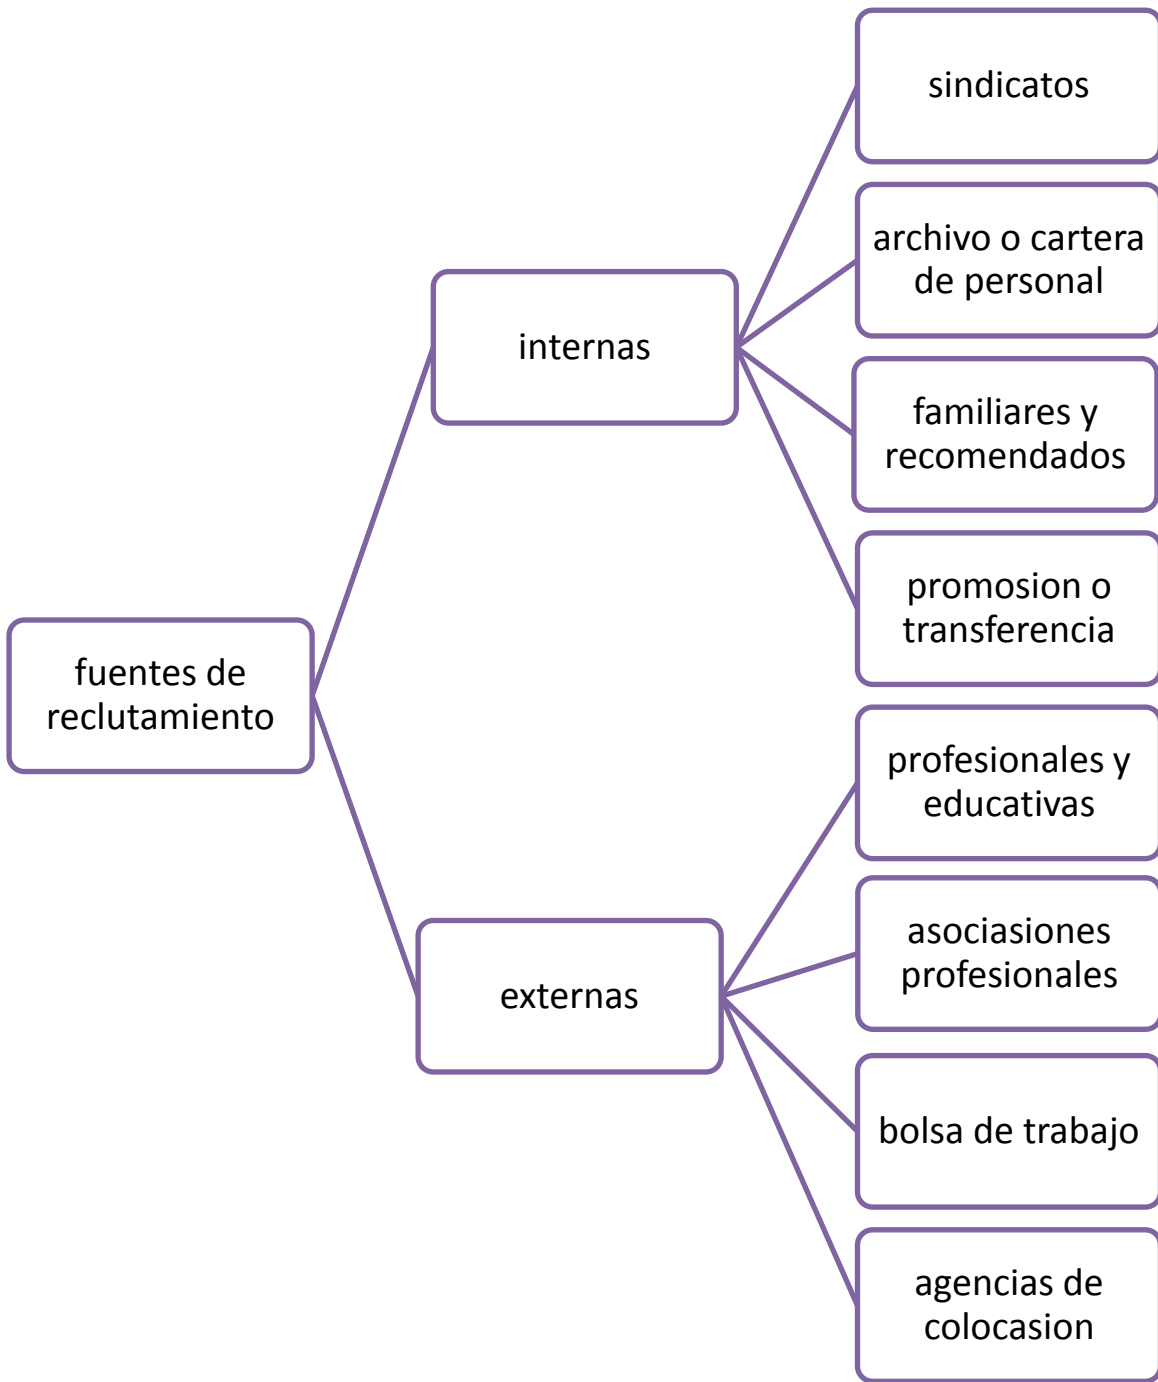 fuentes de
reclutamiento
internas
sindicatos
archivo o cartera
de personal
familiares y
recomendados
promosion o
transferencia
externas
profesionales y
educativas
asociasiones
profesionales
bolsa de trabajo
agencias de
colocasion